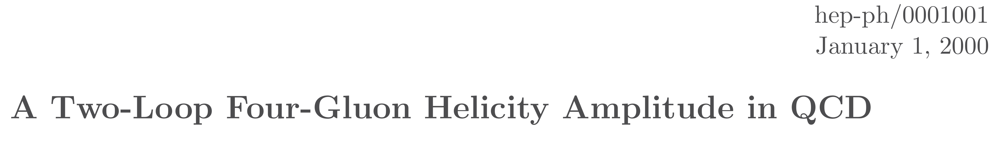 hep-ph/0001001
January 1, 2000
A Two-Loop Four-Gluon Helicity Amplitude in QCD